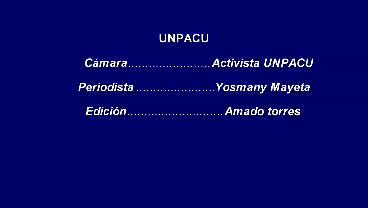 UNPACU
Cámara........................Activista UNPACU
Periodista.......................Yosmany Mayeta
Edición............................Amado torres